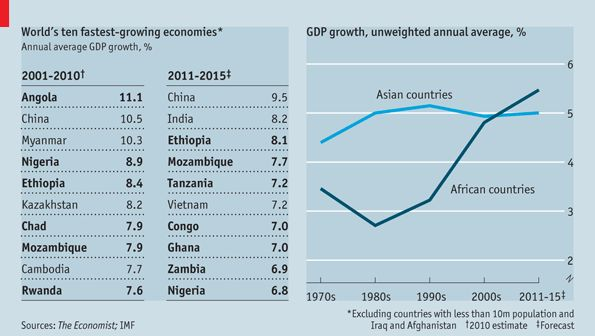 World's ten fastest-growing economies*
Annual average GDP growth, %
2001-2010†
Angola 11.1
China 10.5
Myanmar 10.3
Nigeria 8.9
Ethiopia 8.4
Kazakhstan 8.2
Chad 7.9
Mozambique 7.9
Cambodia 7.7
Rwanda 7.6
2011-2015‡
China 9.5
India 8.2
Ethiopia 8.1
Mozambique 7.7
Tanzania 7.2
Vietnam 7.2
Congo 7.0
Ghana 7.0
Zambia 6.9
Nigeria 6.8
Sources: The Economist; IMF
GDP growth, unweighted annual average, %
6
Asian countries
5
4
African countries
3
2
1970s 1980s 1990s 2000s 2011-15‡
*Excluding countries with less than 10m population and
Iraq and Afghanistan †2010 estimate ‡Forecast